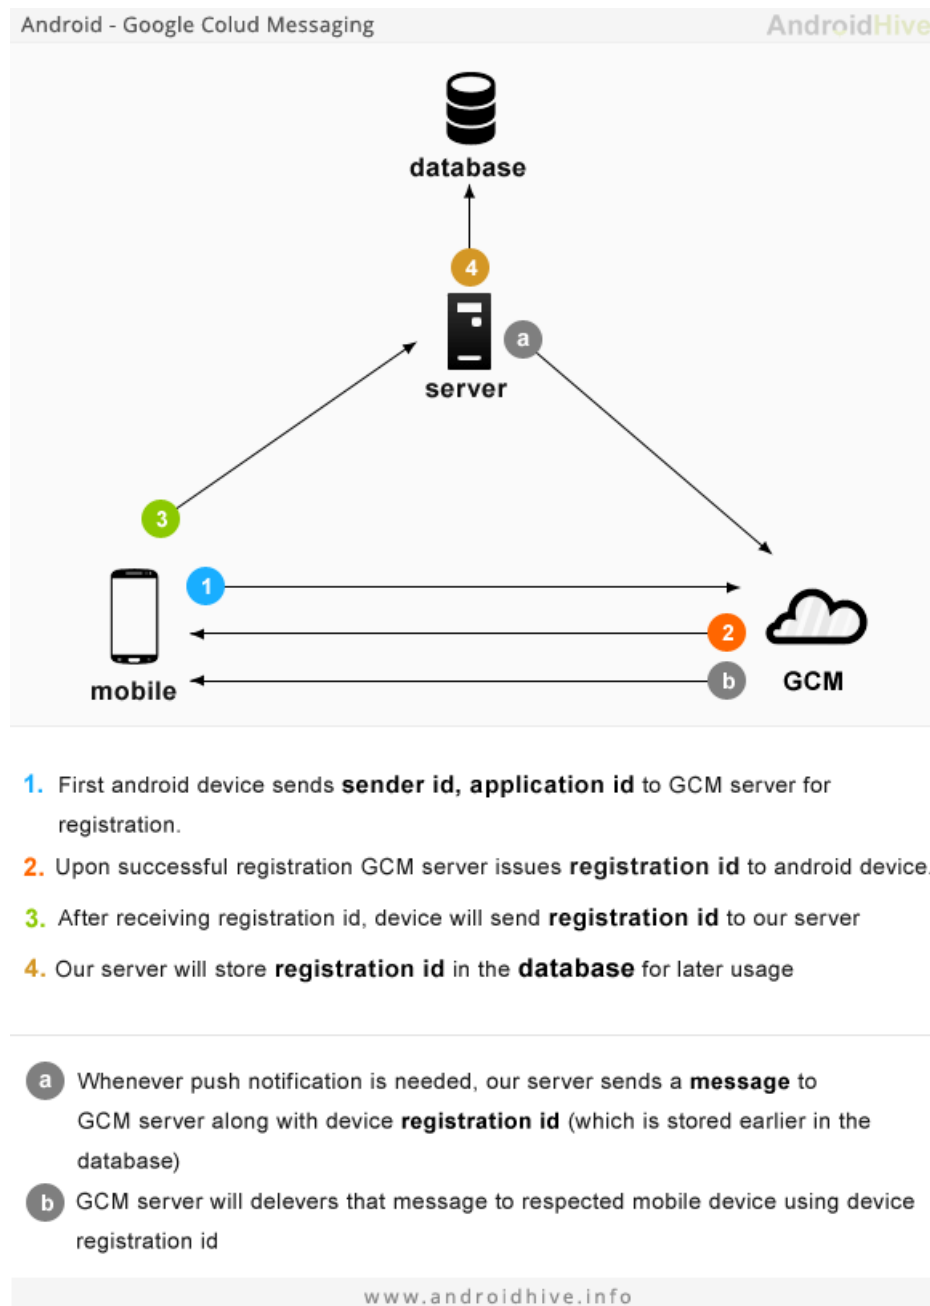 Android - Google Colud Messaging
AndroidHive
database
4
a
server
3
1
2
b
mobile
GCM
1. First android device sends sender id, application id to GCM server for
registration.
2. Upon successful registration GCM server issues registration id to android device.
3. After receiving registration id, device will send registration id to our server
4. Our server will store registration id in the database for later usage
a Whenever push notification is needed, our server sends a message to
GCM server along with device registration id (which is stored earlier in the
database)
b GCM server will delevers that message to respected mobile device using device
registration id
www.androidhive.info